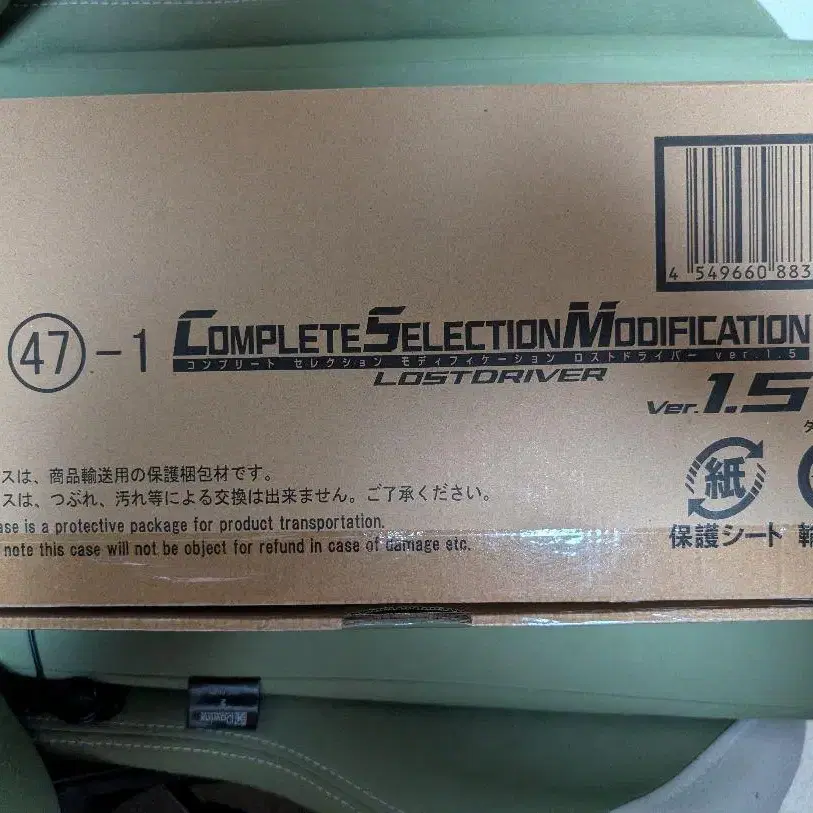 4 549660 883
47-1 COMPLETE SELECTION MODIFICATION
コンプリート セレクション モディフィケーション ロストドライバー ver.1.5
LOSTDRIVER
Ver.1.5
スは、商品輸送用の保護梱包材です。
スは、つぶれ、汚れ等による交換は出来ません。ご了承ください。
ase is a protective package for product transportation.
note this case will not be object for refund in case of damage etc.
紙
保護シート 輸